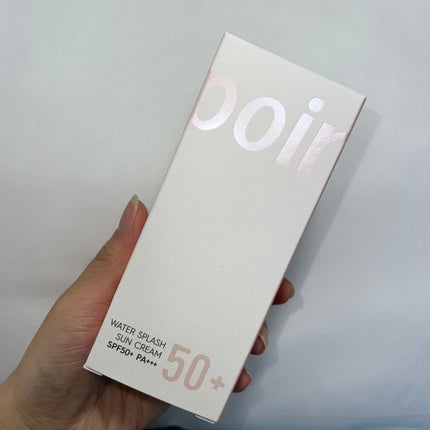 poir
WATER SPLASH
SUN CREAM
SPF50+ PA+++
50+